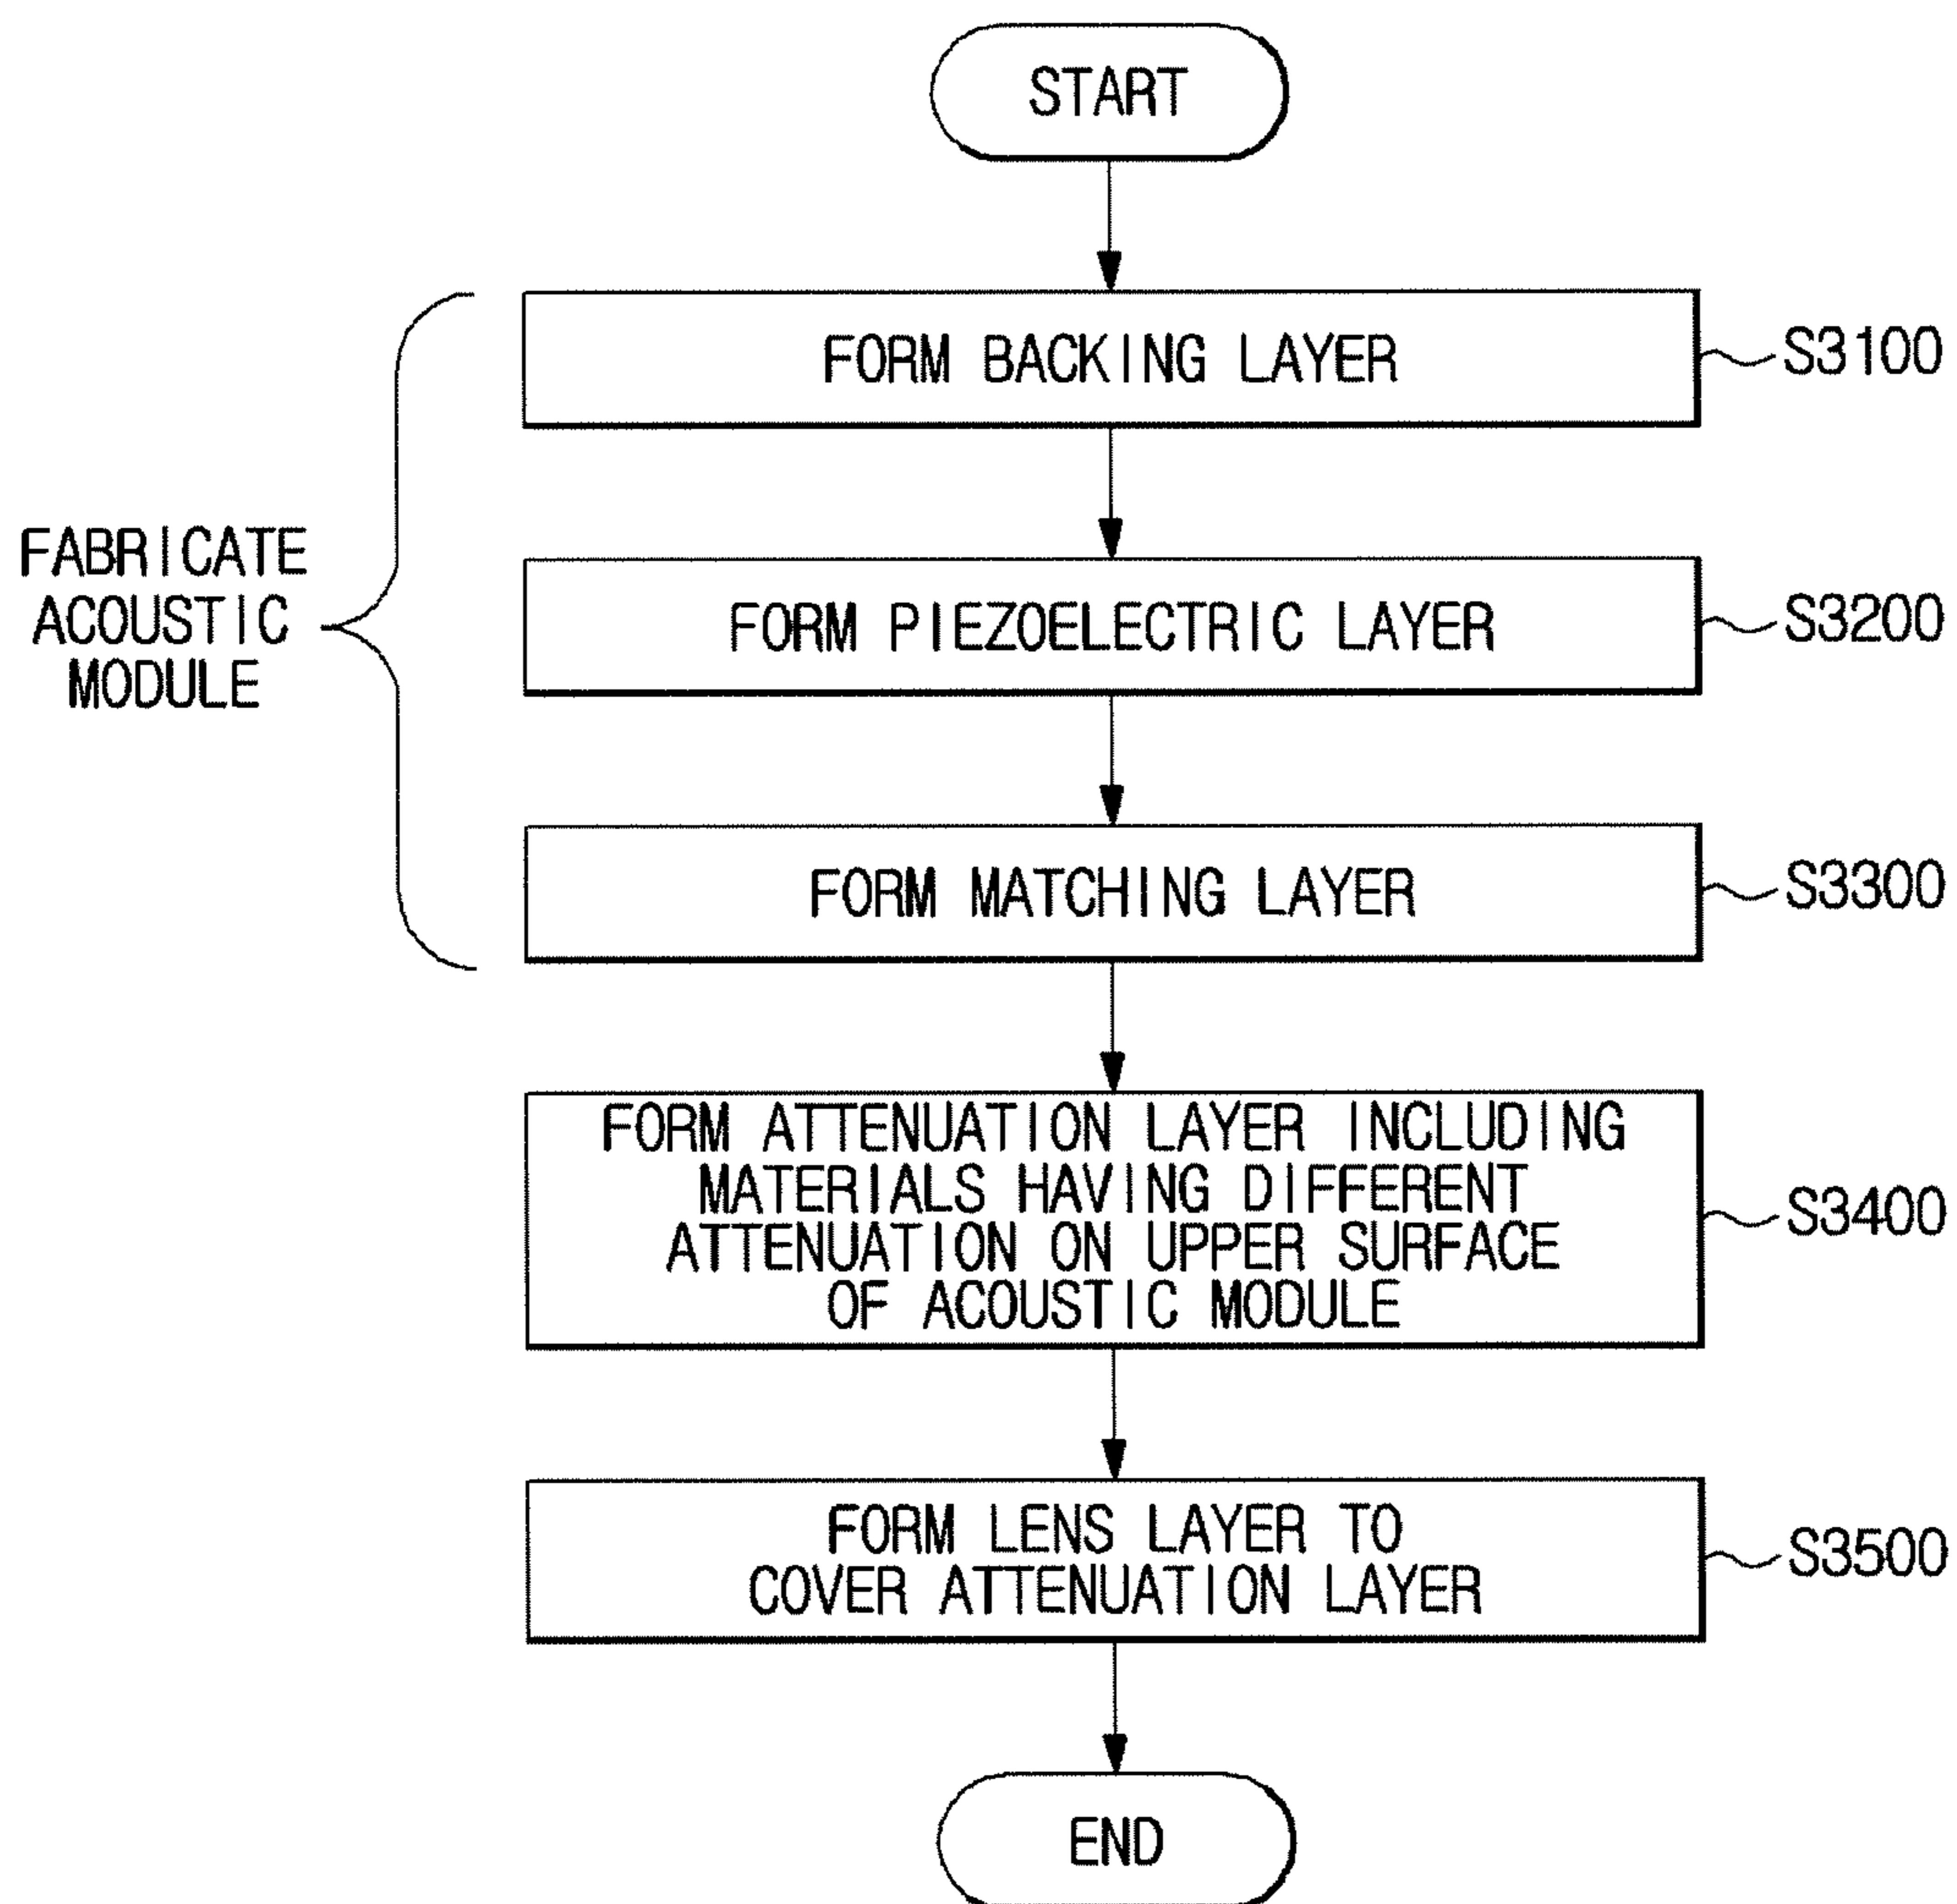 START
FORM BACKING LAYER
S3100
FABRICATE
ACOUSTIC
MODULE
FORM PIEZOELECTRIC LAYER
S3200
FORM MATCHING LAYER
S3300
FORM ATTENUATION LAYER INCLUDING
MATERIALS HAVING DIFFERENT
ATTENUATION ON UPPER SURFACE
OF ACOUSTIC MODULE
S3400
FORM LENS LAYER TO
COVER ATTENUATION LAYER
S3500
END